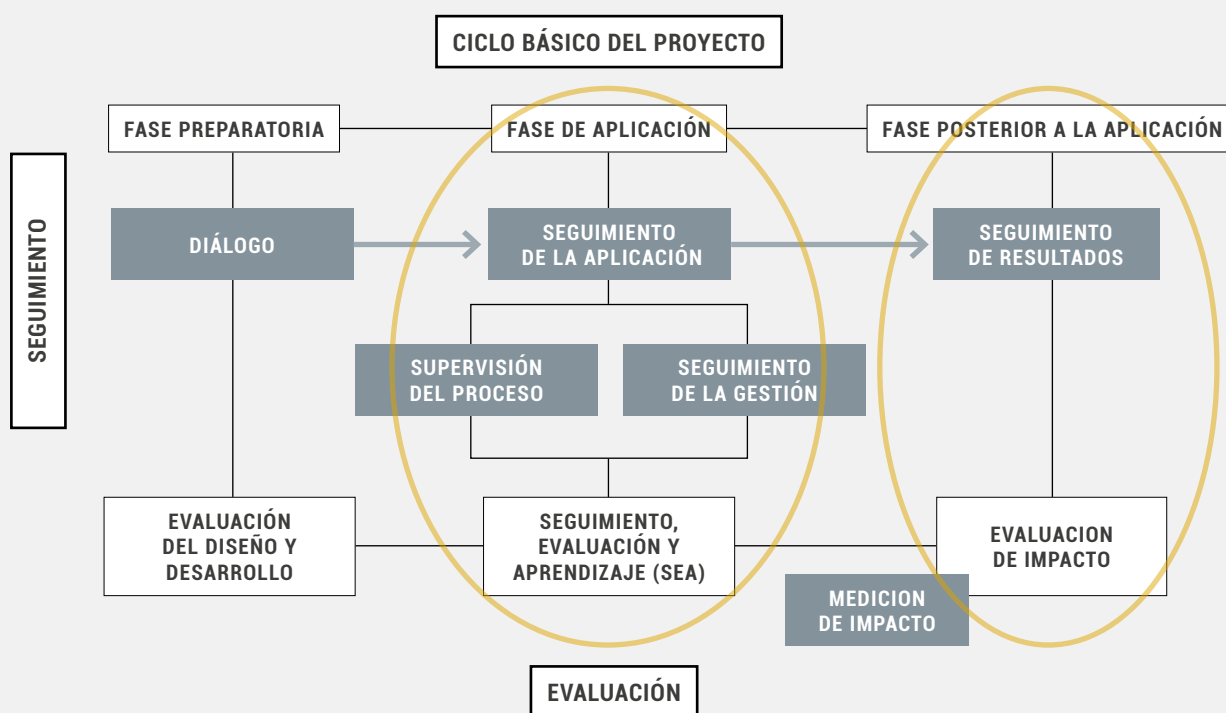 CICLO BÁSICO DEL PROYECTO
FASE PREPARATORIA
FASE DE APLICACIÓN
FASE POSTERIOR A LA APLICACIÓN
SEGUIMIENTO
DIÁLOGO
SEGUIMIENTO
DE LA APLICACIÓN
SEGUIMIENTO
DE RESULTADOS
SUPERVISIÓN
DEL PROCESO
SEGUIMIENTO
DE LA GESTIÓN
EVALUACIÓN
DEL DISEÑO Y
DESARROLLO
SEGUIMIENTO,
EVALUACIÓN Y
APRENDIZAJE (SEA)
EVALUACION
DE IMPACTO
MEDICION
DE IMPACTO
EVALUACIÓN